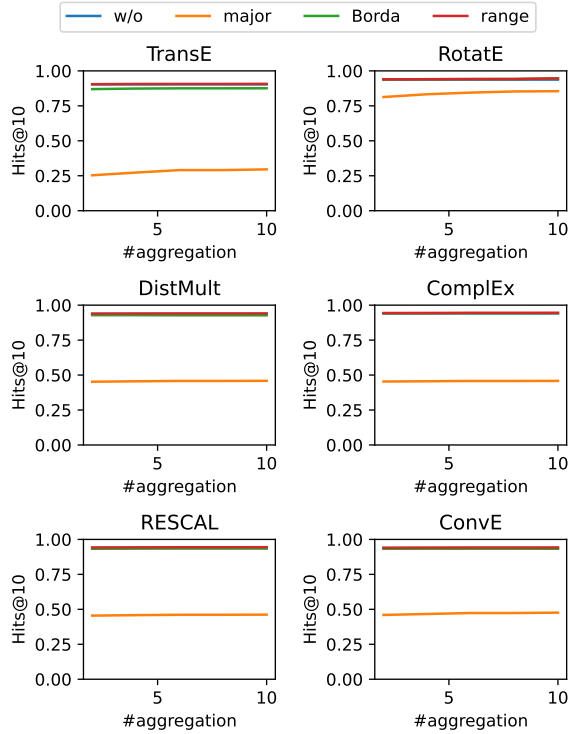 w/o major Borda range
TransE RotatE
1.00 1.00
0.75 0.75
0.50 0.50
0.25 0.25
0.00 0.00
Hits@10 Hits@10
5 10 5 10
#aggregation #aggregation
DistMult ComplEx
1.00 1.00
0.75 0.75
0.50 0.50
0.25 0.25
0.00 0.00
Hits@10 Hits@10
5 10 5 10
#aggregation #aggregation
RESCAL ConvE
1.00 1.00
0.75 0.75
0.50 0.50
0.25 0.25
0.00 0.00
Hits@10 Hits@10
5 10 5 10
#aggregation #aggregation